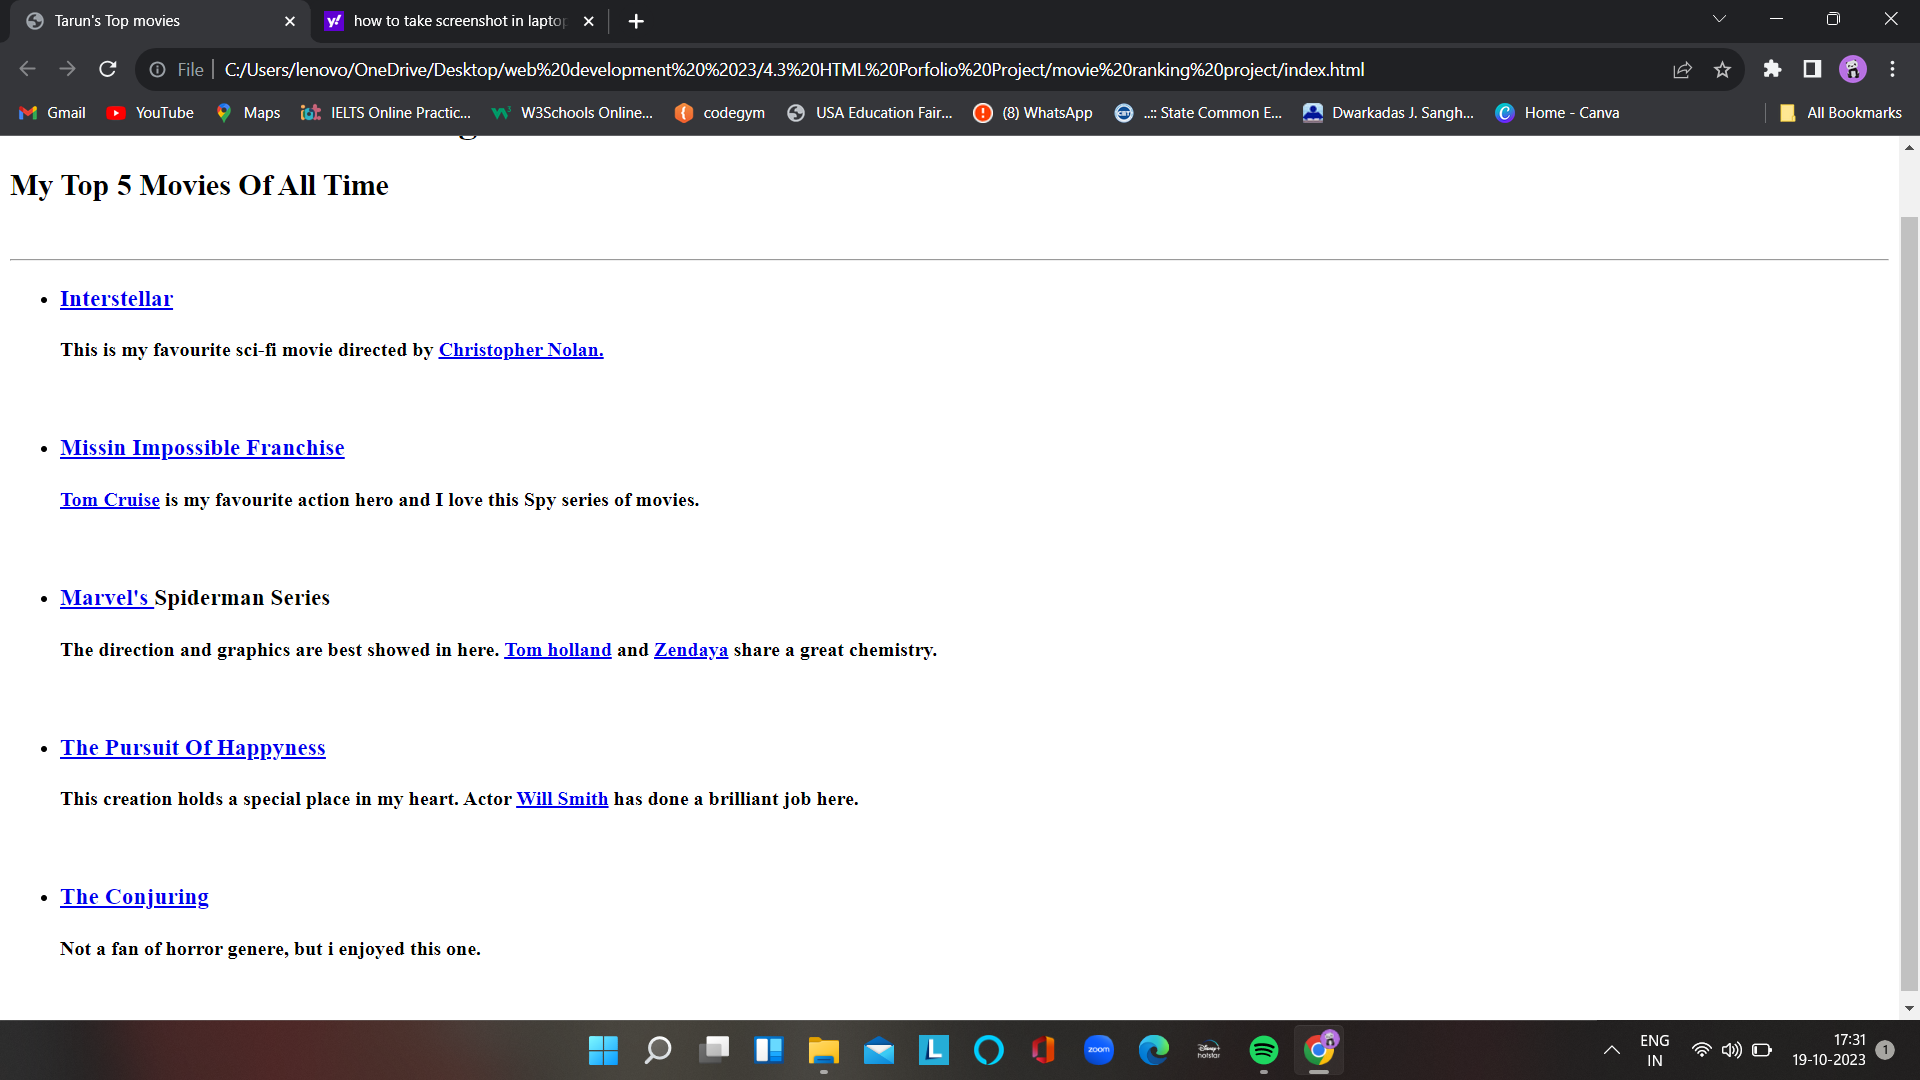 Tarun's Top movies
how to take screenshot in laptop
File
C:/Users/lenovo/OneDrive/Desktop/web%20development%20%2023/4.3%20HTML%20Porfolio%20Project/movie%20ranking%20project/index.html
Gmail YouTube Maps IELTS Online Practic... W3Schools Online... codegym USA Education Fair... (8) WhatsApp ..:: State Common E... Dwarkadas J. Sangh... Home - Canva All Bookmarks
My Top 5 Movies Of All Time
Interstellar
This is my favourite sci-fi movie directed by Christopher Nolan.
Missin Impossible Franchise
Tom Cruise is my favourite action hero and I love this Spy series of movies.
Marvel's Spiderman Series
The direction and graphics are best showed in here. Tom holland and Zendaya share a great chemistry.
The Pursuit Of Happyness
This creation holds a special place in my heart. Actor Will Smith has done a brilliant job here.
The Conjuring
Not a fan of horror genere, but i enjoyed this one.
zoom
Disney+ hotstar
ENG
IN
17:31
19-10-2023
1